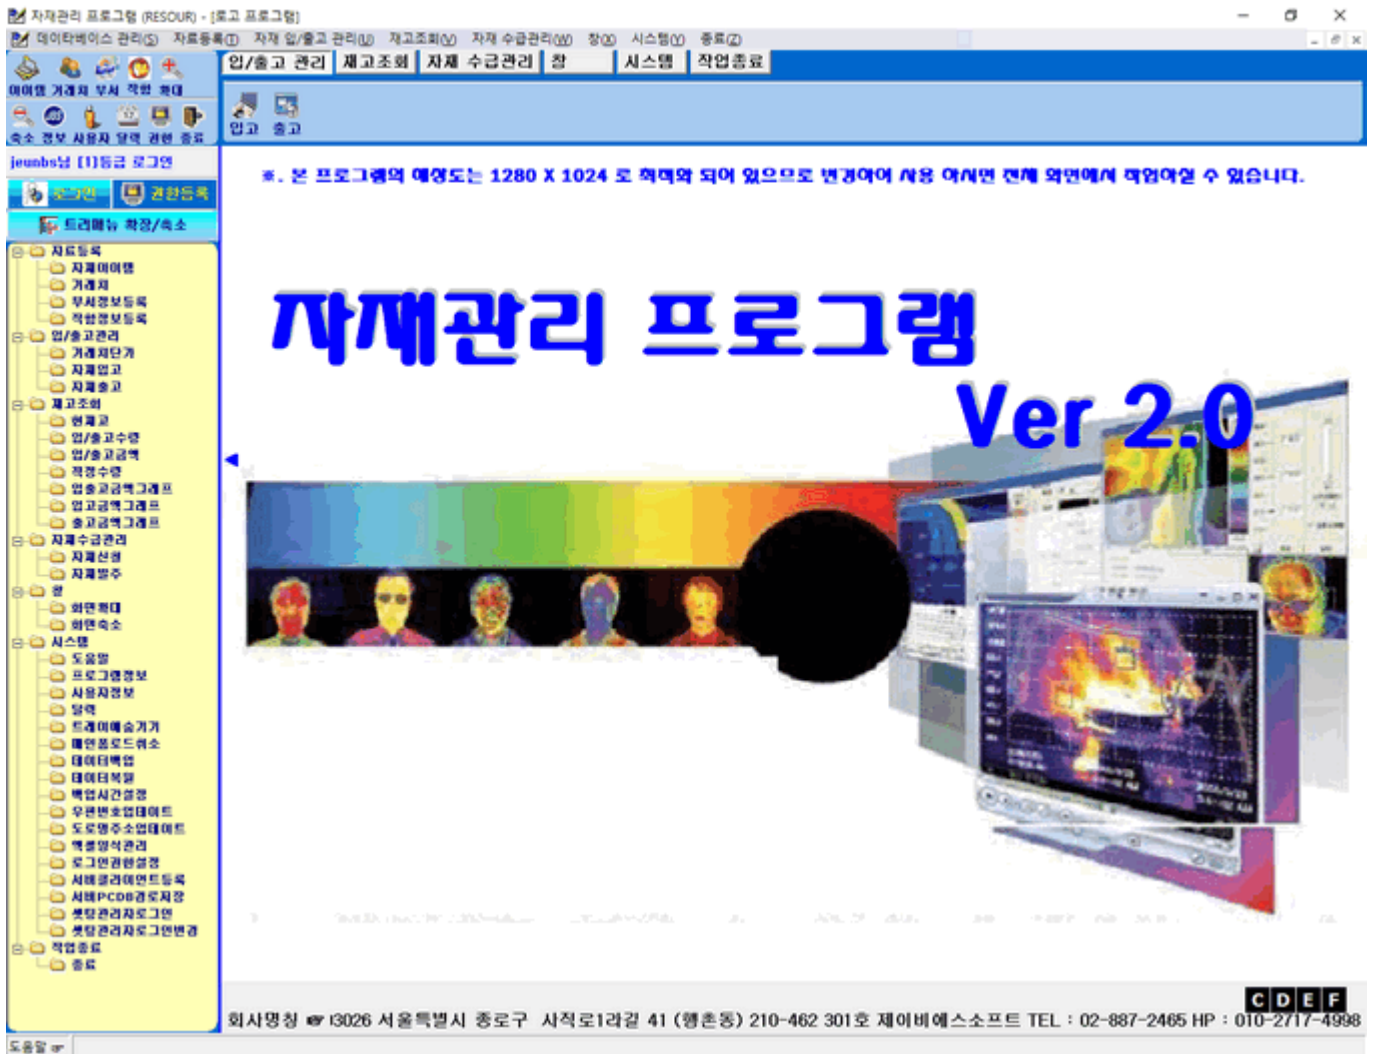 자재관리 프로그램 (RESOUR) - [로고 프로그램]
데이타베이스 관리(S) 자료등록(T) 자재 입/출고 관리(U) 재고조회(V) 자재 수급관리(W) 창(X) 시스템(Y) 종료(Z)
입/출고 관리 재고조회 자재 수급관리 창 시스템 작업종료
아이템 거래처 부서 직함 확대
입고 출고
축소 정보 사용자 달력 권한 종료
jeunbs님 [1]등급 로그인
※. 본 프로그램의 해상도는 1280 X 1024 로 최적화 되어 있으므로 변경하여 사용 하시면 전체 화면에서 작업하실 수 있습니다.
로그인 권한등록
트리메뉴 확장/축소
자료등록
자재아이템
거래처
부서정보등록
직함정보등록
입/출고관리
거래처단가
자재입고
자재출고
재고조회
현재고
입/출고수량
입/출고금액
적정수량
입출고금액그래프
입고금액그래프
출고금액그래프
자재수급관리
자재신청
자재발주
창
화면확대
화면축소
시스템
도움말
프로그램정보
사용자정보
달력
트레이에숨기기
메인폼로드취소
데이터백업
데이터복원
백업시간설정
우편번호업데이트
도로명주소업데이트
엑셀양식관리
로그인권한설정
서버클라이언트등록
서버PCDB경로저장
셋팅관리자로그인
셋팅관리자로그인변경
작업종료
종료
자재관리 프로그램
Ver 2.0
C D E F
회사명칭 ☞ 13026 서울특별시 종로구 사직로1라길 41 (행촌동) 210-462 301호 제이비에스소프트 TEL : 02-887-2465 HP : 010-2717-4998
도움말 ☞